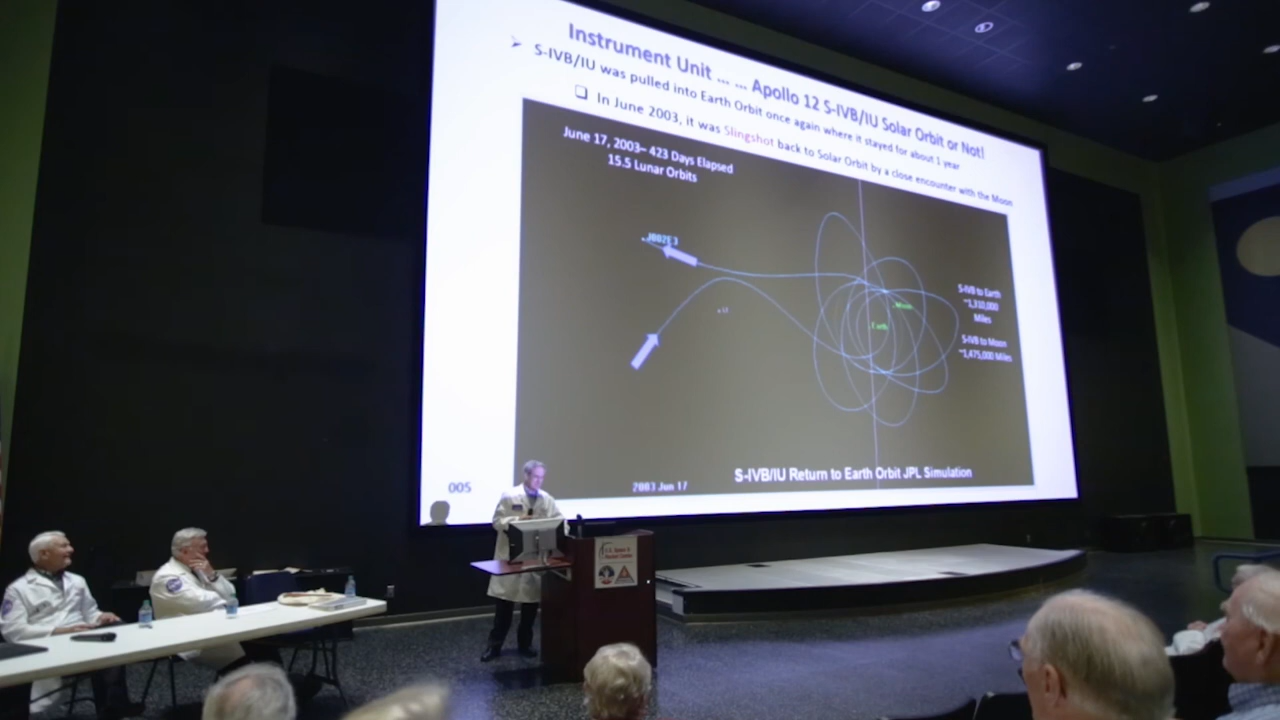 Instrument Unit ... ... Apollo 12 S-IVB/IU Solar Orbit or Not!
S-IVB/IU was pulled into Earth Orbit once again where it stayed for about 1 year
In June 2003, it was Slingshot back to Solar Orbit by a close encounter with the Moon
June 17, 2003– 423 Days Elapsed
15.5 Lunar Orbits
J002E3
L1
Moon
Earth
S-IVB to Earth
~1,310,000
Miles
S-IVB to Moon
~1,475,000 Miles
S-IVB/IU Return to Earth Orbit JPL Simulation
2003 Jun 17
005
U.S. Space &
Rocket Center